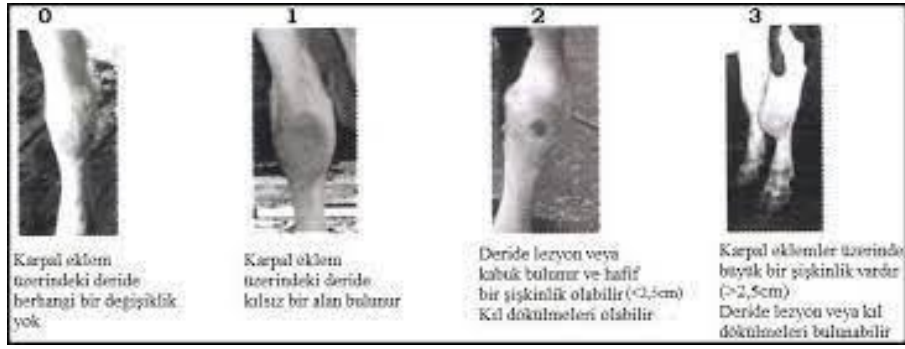 0
Karpal eklem
üzerindeki deride
herhangi bir değişiklik
yok
1
Karpal eklem
üzerindeki deride
kılsız bir alan bulunur
2
Deride lezyon veya
kabuk bulunur ve hafif
bir şişkinlik olabilir (<2,5cm)
Kıl dökülmeleri olabilir
3
Karpal eklemler üzerinde
büyük bir şişkinlik vardır
(>2,5cm)
Deride lezyon veya kıl
dökülmeleri bulunabilir